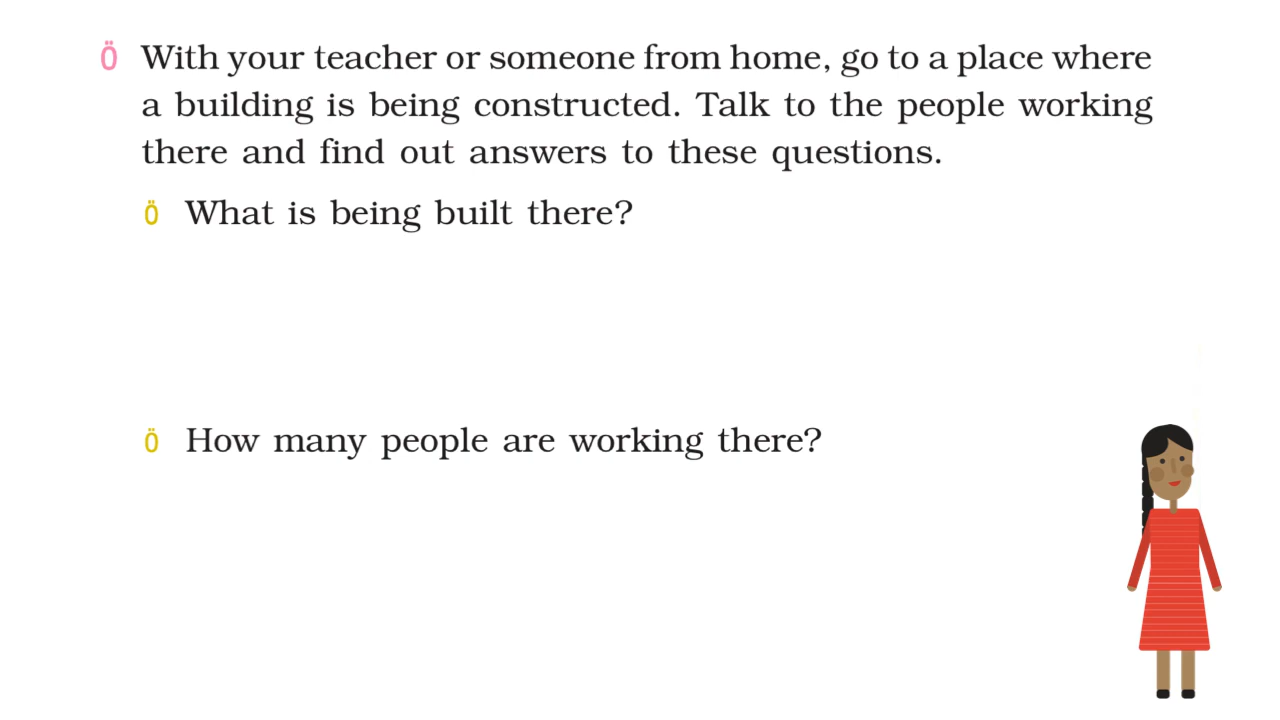 Ö With your teacher or someone from home, go to a place where
a building is being constructed. Talk to the people working
there and find out answers to these questions.
Ö What is being built there?
Ö How many people are working there?